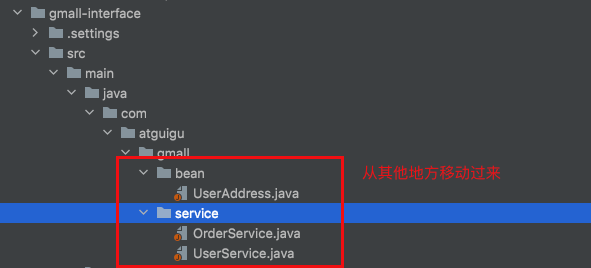 gmall-interface
.settings
src
main
java
com
atguigu
gmall
bean
从其他地方移动过来
UserAddress.java
service
OrderService.java
UserService.java